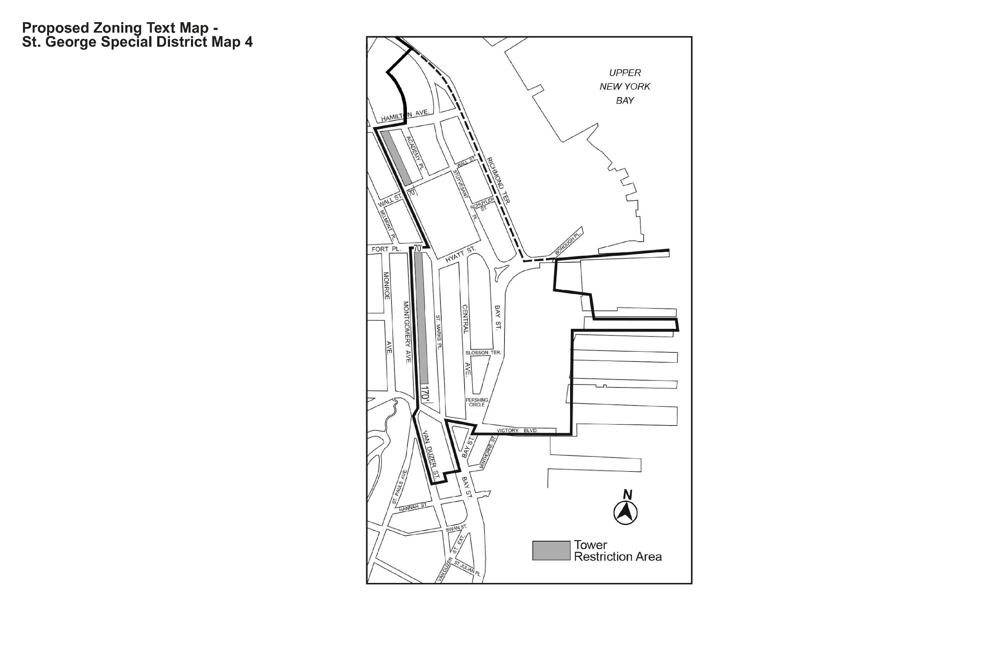 Proposed Zoning Text Map -
St. George Special District Map 4
UPPER
NEW YORK
BAY
HAMILTON AVE.
ACADEMY PL.
WALL ST.
RICHMOND TER.
STUYVESANT
PL.
70'
WALL ST.
SCHUYLER
ST.
BELMONT PL.
BOROUGH PL.
FORT PL.
70'
HYATT ST.
MONROE
AVE.
MONTGOMERY AVE.
ST. MARKS PL.
CENTRAL
AVE.
BAY ST.
SLOSSON TER.
170'
PERSHING
CIRCLE
VICTORY BLVD.
VAN DUZER ST.
BAY ST.
MINTHORNE ST.
ST. PAULS AVE.
BAY ST.
HANNAH ST.
SWAN ST.
VAN DUZER ST. EXT.
ST. JULIAN PL.
N
Tower
Restriction Area